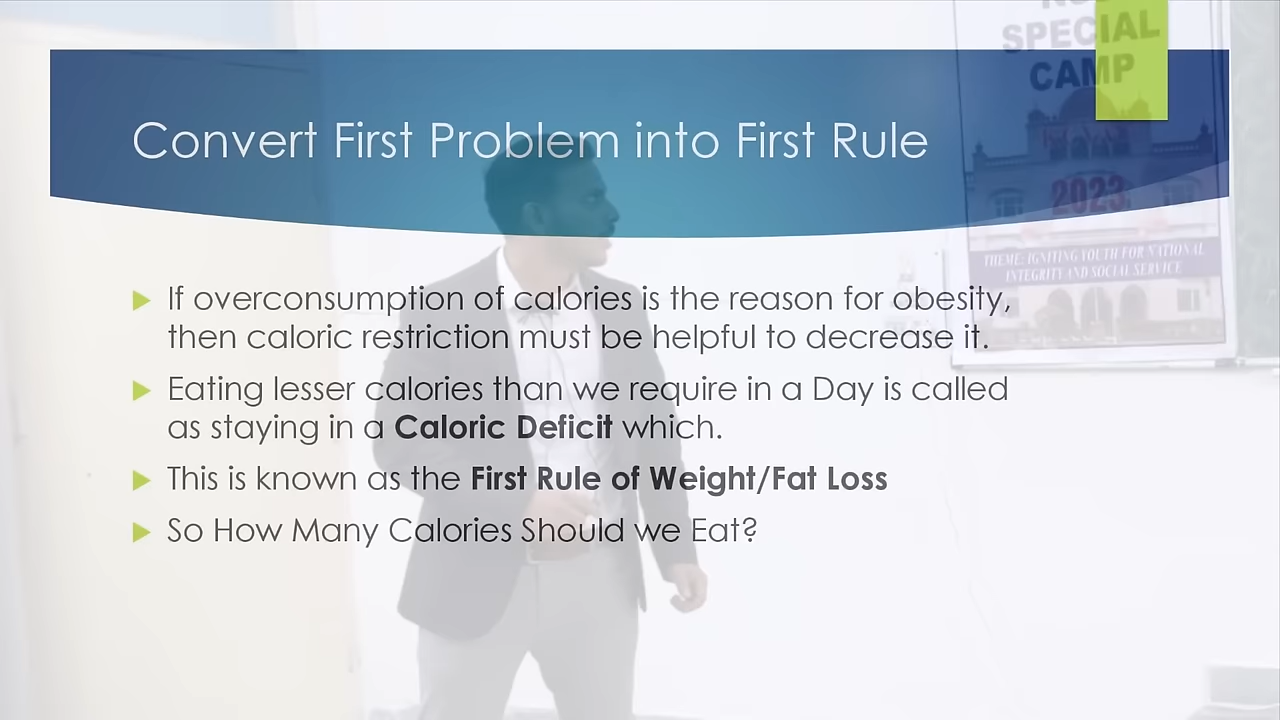 SPECIAL
CAMP
Convert First Problem into First Rule
2023
THEME: IGNITING YOUTH FOR NATIONAL
INTEGRITY AND SOCIAL SERVICE
If overconsumption of calories is the reason for obesity,
then caloric restriction must be helpful to decrease it.
Eating lesser calories than we require in a Day is called
as staying in a Caloric Deficit which.
This is known as the First Rule of Weight/Fat Loss
So How Many Calories Should we Eat?